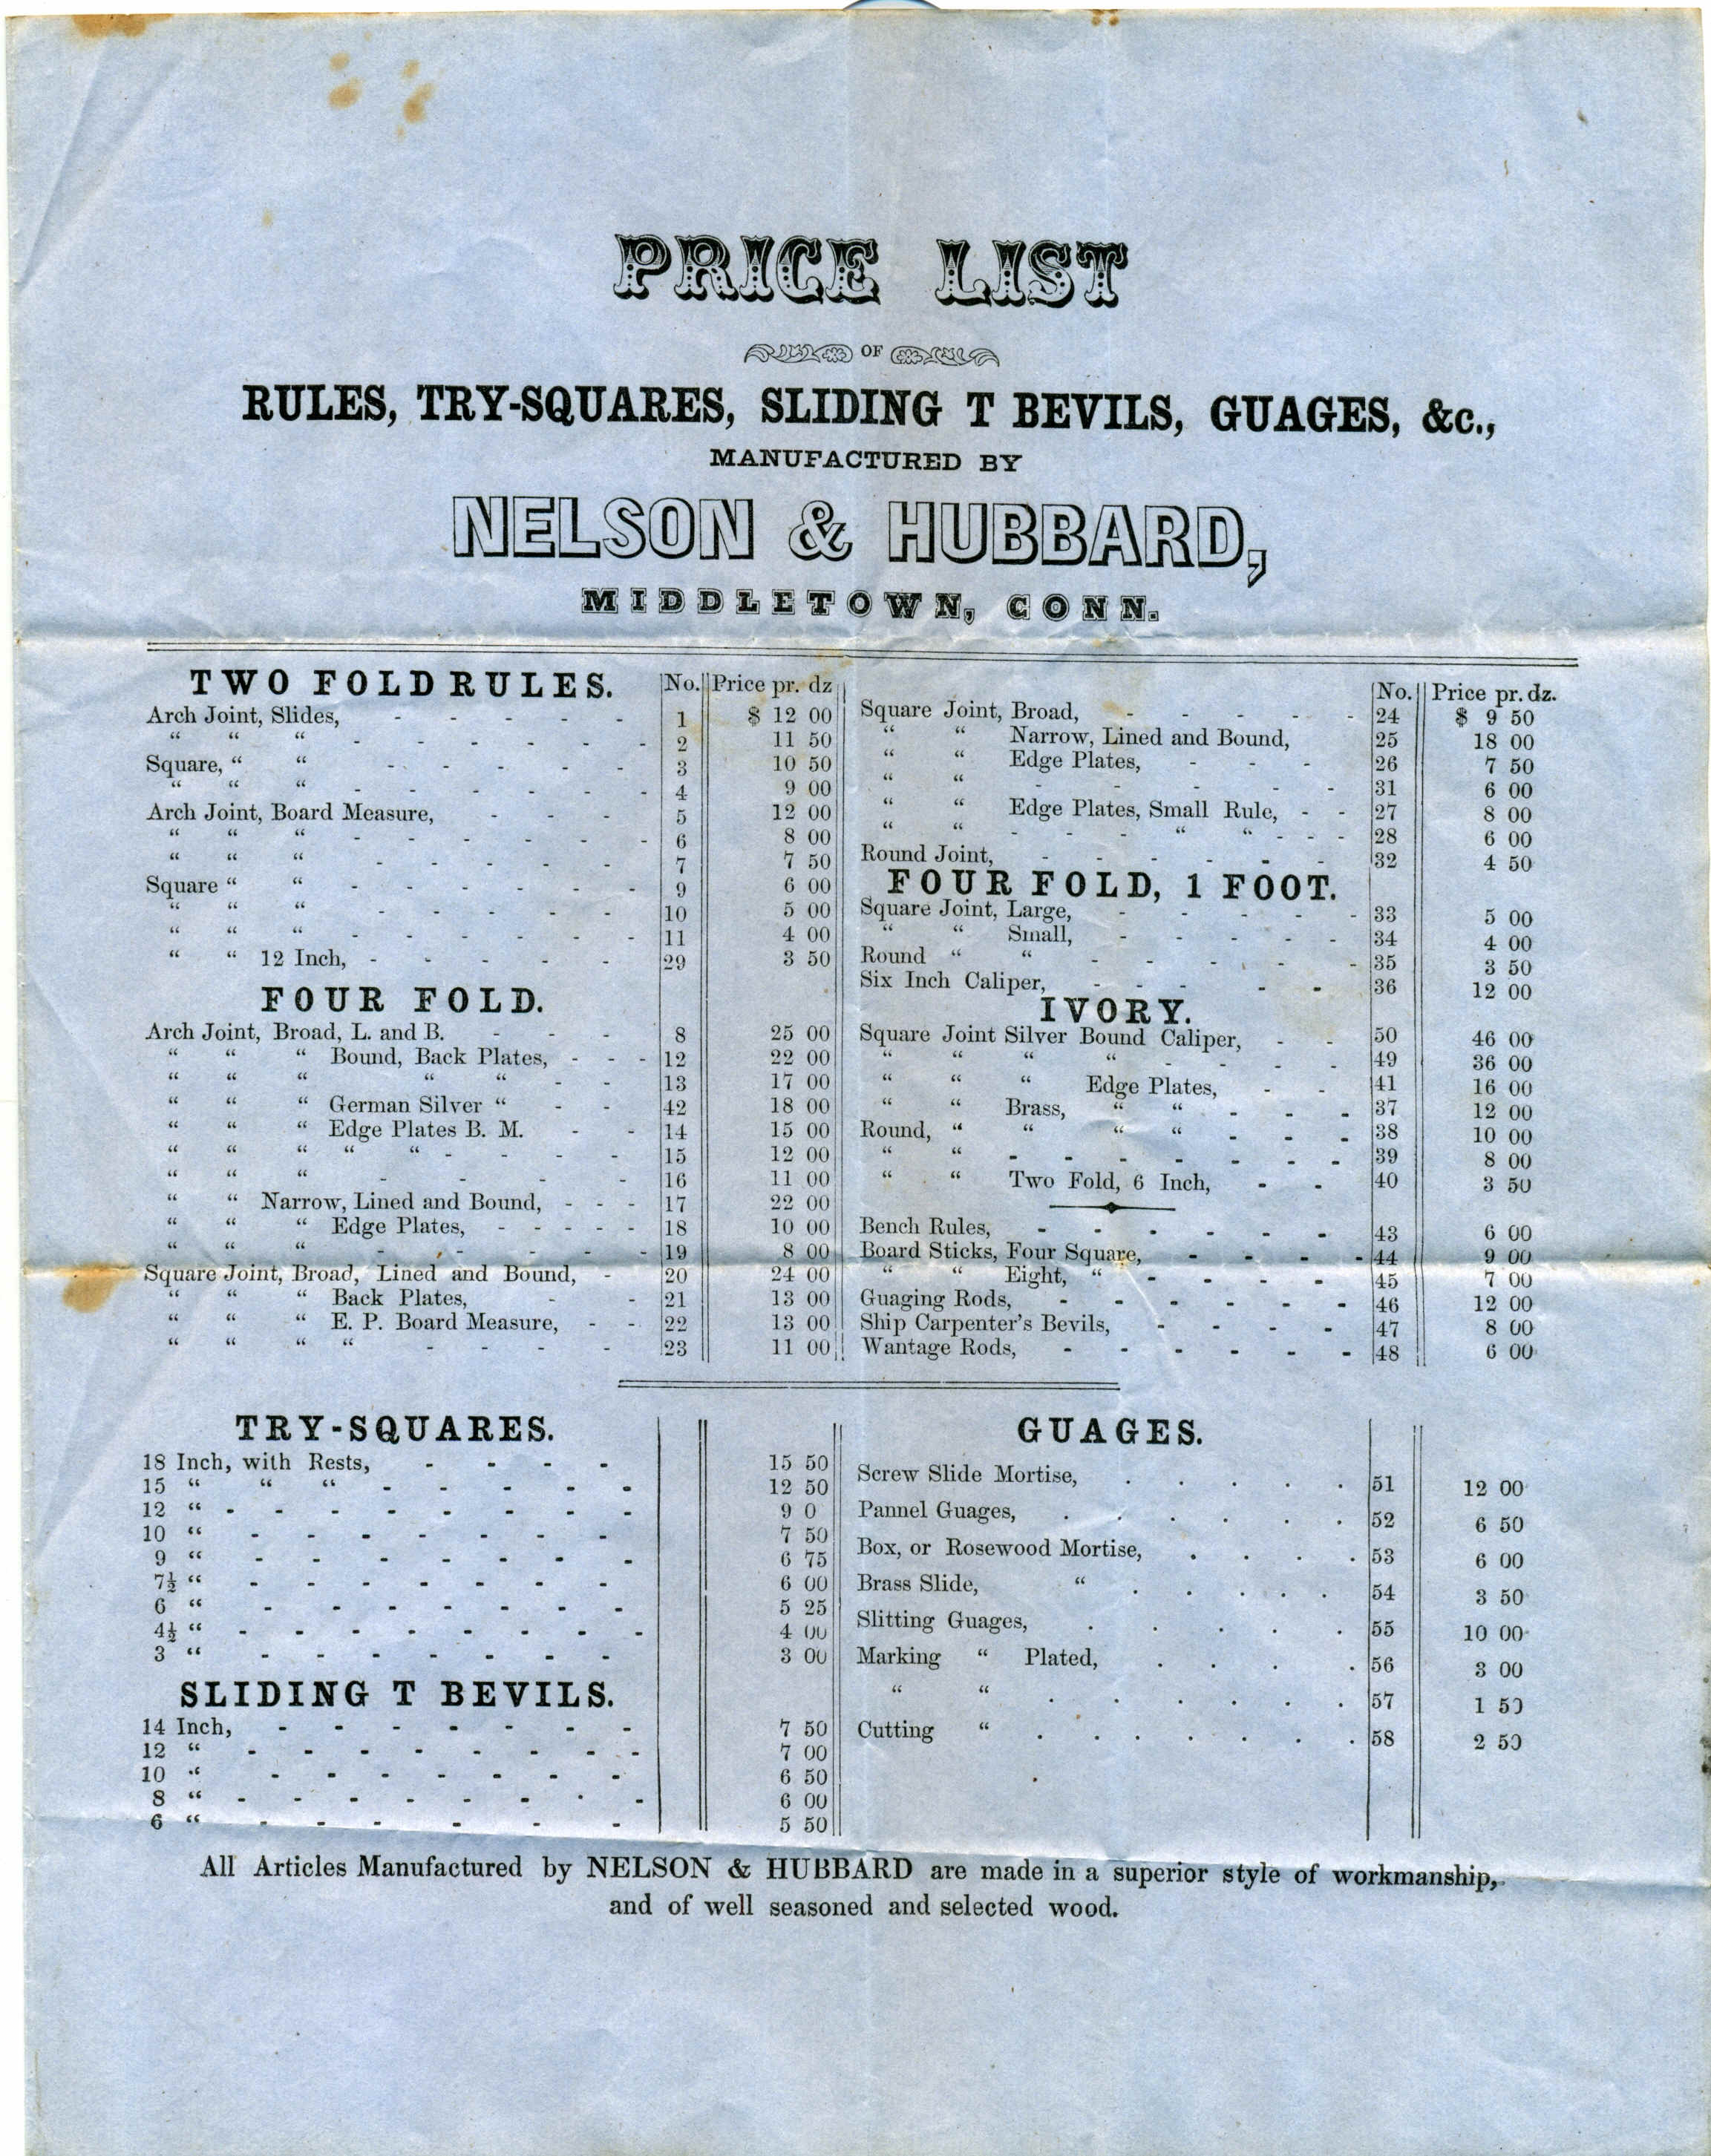 PRICE LIST
OF
RULES, TRY-SQUARES, SLIDING T BEVILS, GUAGES, &c.,
MANUFACTURED BY
NELSON & HUBBARD,
MIDDLETOWN, CONN.
TWO FOLD RULES. No. Price pr. dz
Arch Joint, Slides, - - - - - 1 $ 12 00
“ “ “ - - - - - - 2 11 50
Square, “ “ - - - - - 3 10 50
“ “ “ - - - - - - 4 9 00
Arch Joint, Board Measure, - - - 5 12 00
“ “ “ - - - - - - 6 8 00
“ “ “ - - - - - 7 7 50
Square “ “ - - - - - - 9 6 00
“ “ “ - - - - - 10 5 00
“ “ “ - - - - - - 11 4 00
“ “ 12 Inch, - - - - - 29 3 50
FOUR FOLD.
Arch Joint, Broad, L. and B. - - - 8 25 00
“ “ “ Bound, Back Plates, - - - 12 22 00
“ “ “ “ “ - - 13 17 00
“ “ “ German Silver “ - - 42 18 00
“ “ “ Edge Plates B. M. - - 14 15 00
“ “ “ “ “ - - - - 15 12 00
“ “ “ - - - - 16 11 00
“ “ Narrow, Lined and Bound, - - - 17 22 00
“ “ “ Edge Plates, - - - - - 18 10 00
“ “ “ - - - - - 19 8 00
Square Joint, Broad, Lined and Bound, - 20 24 00
“ “ “ Back Plates, - - 21 13 00
“ “ “ E. P. Board Measure, - - 22 13 00
“ “ “ “ - - - - 23 11 00
No. Price pr. dz.
Square Joint, Broad, - - - - - 24 $ 9 50
“ “ Narrow, Lined and Bound, 25 18 00
“ “ Edge Plates, - - - 26 7 50
“ “ - - - - - 31 6 00
“ “ Edge Plates, Small Rule, - - 27 8 00
“ “ - - - “ “ - - - 28 6 00
Round Joint, - - - - - - 32 4 50
FOUR FOLD, 1 FOOT.
Square Joint, Large, - - - - - 33 5 00
“ “ Small, - - - - 34 4 00
Round “ “ - - - - - 35 3 50
Six Inch Caliper, - - - - - 36 12 00
IVORY.
Square Joint Silver Bound Caliper, - - 50 46 00
“ “ “ “ - - - - 49 36 00
“ “ “ Edge Plates, - - 41 16 00
“ “ Brass, “ “ - - - 37 12 00
Round, “ “ “ “ - - - 38 10 00
“ “ - - - - - - - 39 8 00
“ “ Two Fold, 6 Inch, - - 40 3 50
Bench Rules, - - - - - - 43 6 00
Board Sticks, Four Square, - - - - 44 9 00
“ “ Eight, “ - - - - 45 7 00
Guaging Rods, - - - - - - 46 12 00
Ship Carpenter's Bevils, - - - - 47 8 00
Wantage Rods, - - - - - - 48 6 00
TRY-SQUARES.
18 Inch, with Rests, - - - - 15 50
15 “ “ “ - - - - - - 12 50
12 “ - - - - - - - - 9 0
10 “ - - - - - - - 7 50
9 “ - - - - - - - 6 75
7½ “ - - - - - - - 6 00
6 “ - - - - - - - 5 25
4½ “ - - - - - - - - 4 00
3 “ - - - - - - - 3 00
SLIDING T BEVILS.
14 Inch, - - - - - - - 7 50
12 “ - - - - - - - - 7 00
10 “ - - - - - - - 6 50
8 “ - - - - - - - - 6 00
6 “ - - - - - - 5 50
GUAGES.
Screw Slide Mortise, . . . . . 51 12 00
Pannel Guages, . . . . . . 52 6 50
Box, or Rosewood Mortise, . . . . 53 6 00
Brass Slide, “ . . . . . 54 3 50
Slitting Guages, . . . . . 55 10 00
Marking “ Plated, . . . . 56 3 00
“ “ . . . . . . 57 1 50
Cutting “ . . . . . . . 58 2 50
All Articles Manufactured by NELSON & HUBBARD are made in a superior style of workmanship,
and of well seasoned and selected wood.